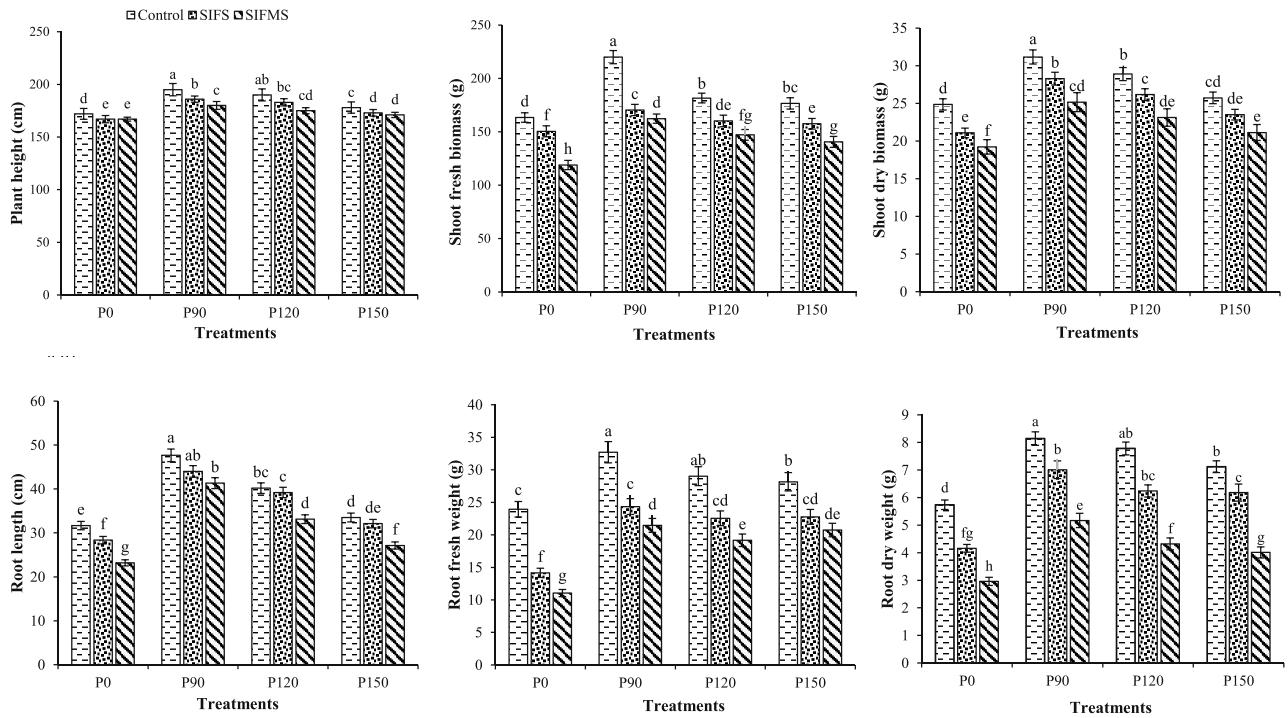 Control SIFS SIFMS
Plant height (cm)
250
200
150
100
50
0
d e e a b c ab bc cd c d d
P0 P90 P120 P150
Treatments
Shoot fresh biomass (g)
250
200
150
100
50
0
d f h a c d b de fg bc e g
P0 P90 P120 P150
Treatments
Shoot dry biomass (g)
35
30
25
20
15
10
5
0
d e f a b cd b c de cd de e
P0 P90 P120 P150
Treatments
Root length (cm)
60
50
40
30
20
10
0
e f g a ab b bc c d e de f
P0 P90 P120 P150
Treatments
Root fresh weight (g)
40
35
30
25
20
15
10
5
0
c f g a c d ab cd e b cd de
P0 P90 P120 P150
Treatments
Root dry weight (g)
9
8
7
6
5
4
3
2
1
0
d fg h a b e ab bc f b c g
P0 P90 P120 P150
Treatments